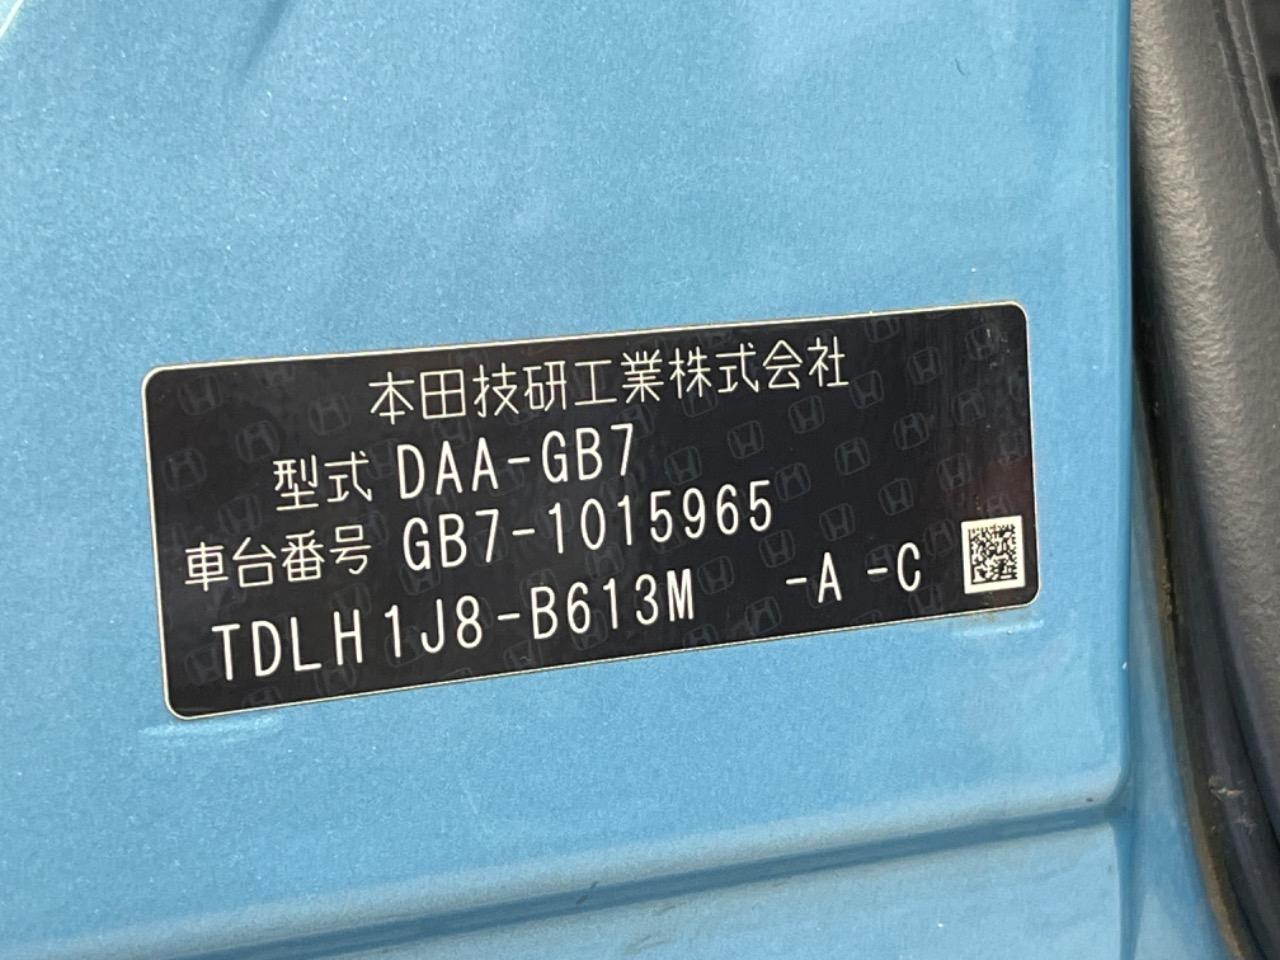 本田技研工業株式会社
型式 DAA-GB7
車台番号 GB7-1015965
TDLH1J8-B613M -A -C